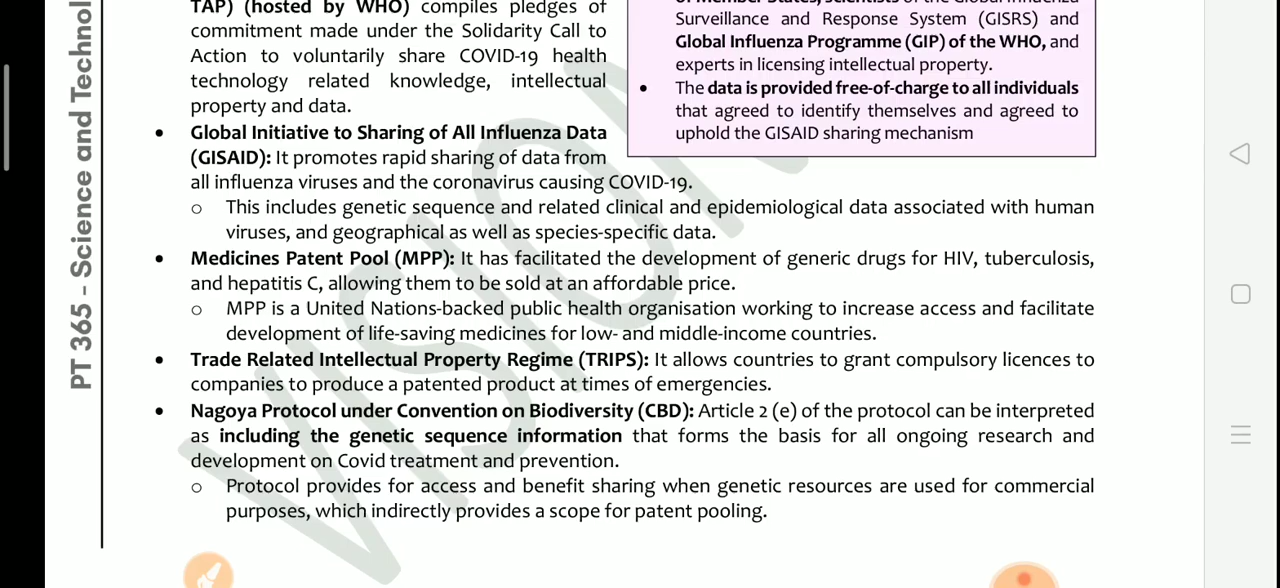 PT 365 - Science and Technol
TAP) (hosted by WHO) compiles pledges of
commitment made under the Solidarity Call to
Action to voluntarily share COVID-19 health
technology related knowledge, intellectual
property and data.
• Global Initiative to Sharing of All Influenza Data
(GISAID): It promotes rapid sharing of data from
all influenza viruses and the coronavirus causing COVID-19.
o This includes genetic sequence and related clinical and epidemiological data associated with human
viruses, and geographical as well as species-specific data.
• Medicines Patent Pool (MPP): It has facilitated the development of generic drugs for HIV, tuberculosis,
and hepatitis C, allowing them to be sold at an affordable price.
o MPP is a United Nations-backed public health organisation working to increase access and facilitate
development of life-saving medicines for low- and middle-income countries.
• Trade Related Intellectual Property Regime (TRIPS): It allows countries to grant compulsory licences to
companies to produce a patented product at times of emergencies.
• Nagoya Protocol under Convention on Biodiversity (CBD): Article 2 (e) of the protocol can be interpreted
as including the genetic sequence information that forms the basis for all ongoing research and
development on Covid treatment and prevention.
o Protocol provides for access and benefit sharing when genetic resources are used for commercial
purposes, which indirectly provides a scope for patent pooling.
of Member States, scientists of the Global Influenza
Surveillance and Response System (GISRS) and
Global Influenza Programme (GIP) of the WHO, and
experts in licensing intellectual property.
• The data is provided free-of-charge to all individuals
that agreed to identify themselves and agreed to
uphold the GISAID sharing mechanism
VISION